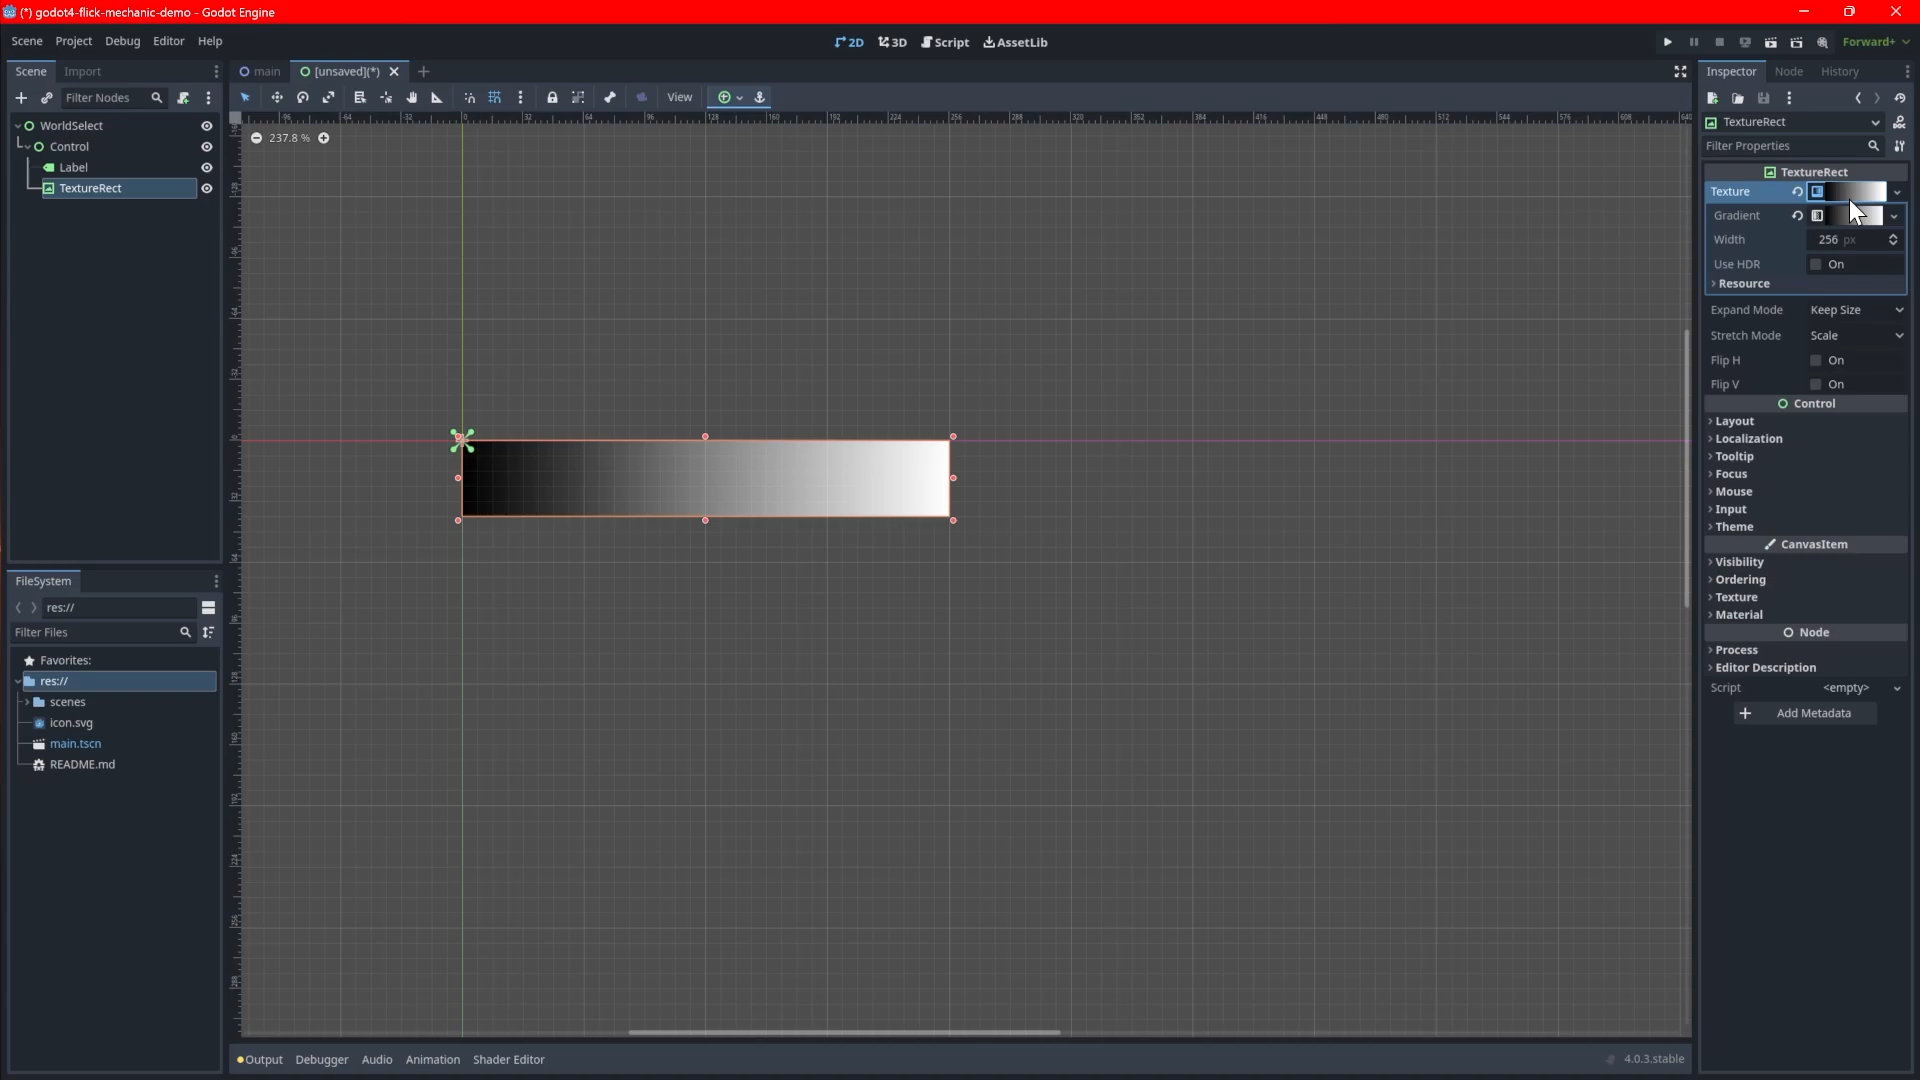 (*) godot4-flick-mechanic-demo - Godot Engine
Scene Project Debug Editor Help
2D 3D Script AssetLib
Forward+
Scene Import
main [unsaved](*)
Inspector Node History
Filter Nodes
View
TextureRect
Filter Properties
WorldSelect
Control
Label
TextureRect
237.8 %
TextureRect
Texture
Gradient
Width 256 px
Use HDR On
Resource
Expand Mode Keep Size
Stretch Mode Scale
Flip H On
Flip V On
Control
Layout
Localization
Tooltip
Focus
Mouse
Input
Theme
CanvasItem
Visibility
Ordering
Texture
Material
Node
Process
Editor Description
Script <empty>
Add Metadata
FileSystem
res://
Filter Files
Favorites:
res://
scenes
icon.svg
main.tscn
README.md
Output Debugger Audio Animation Shader Editor
4.0.3.stable